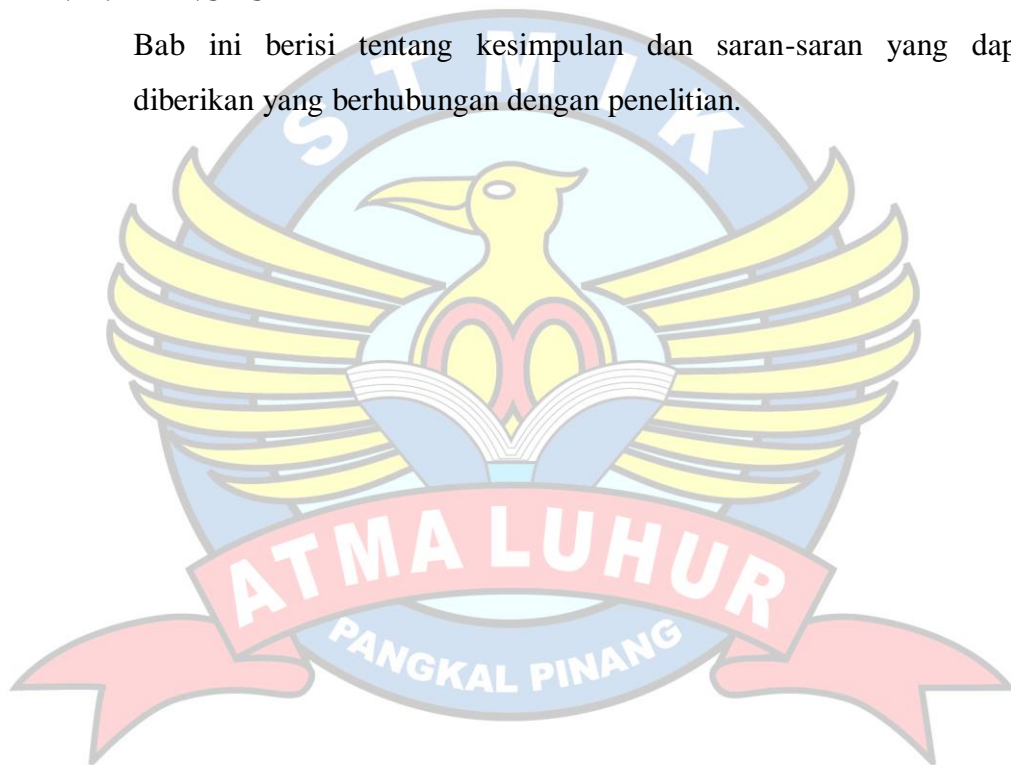 Bab ini berisi tentang kesimpulan dan saran-saran yang dap
diberikan yang berhubungan dengan penelitian.
STMIK
ATMA LUHUR
PANGKAL PINANG